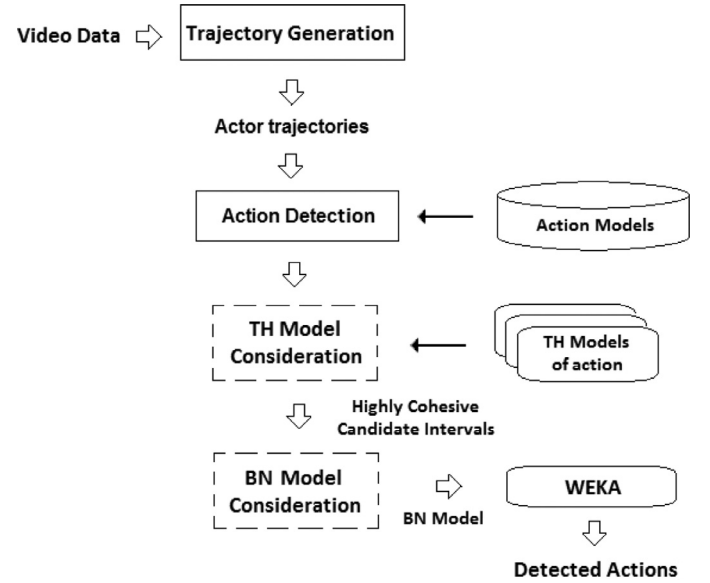 Video Data
Trajectory Generation
Actor trajectories
Action Detection
Action Models
TH Model
Consideration
TH Models
of action
Highly Cohesive
Candidate Intervals
BN Model
Consideration
BN Model
WEKA
Detected Actions